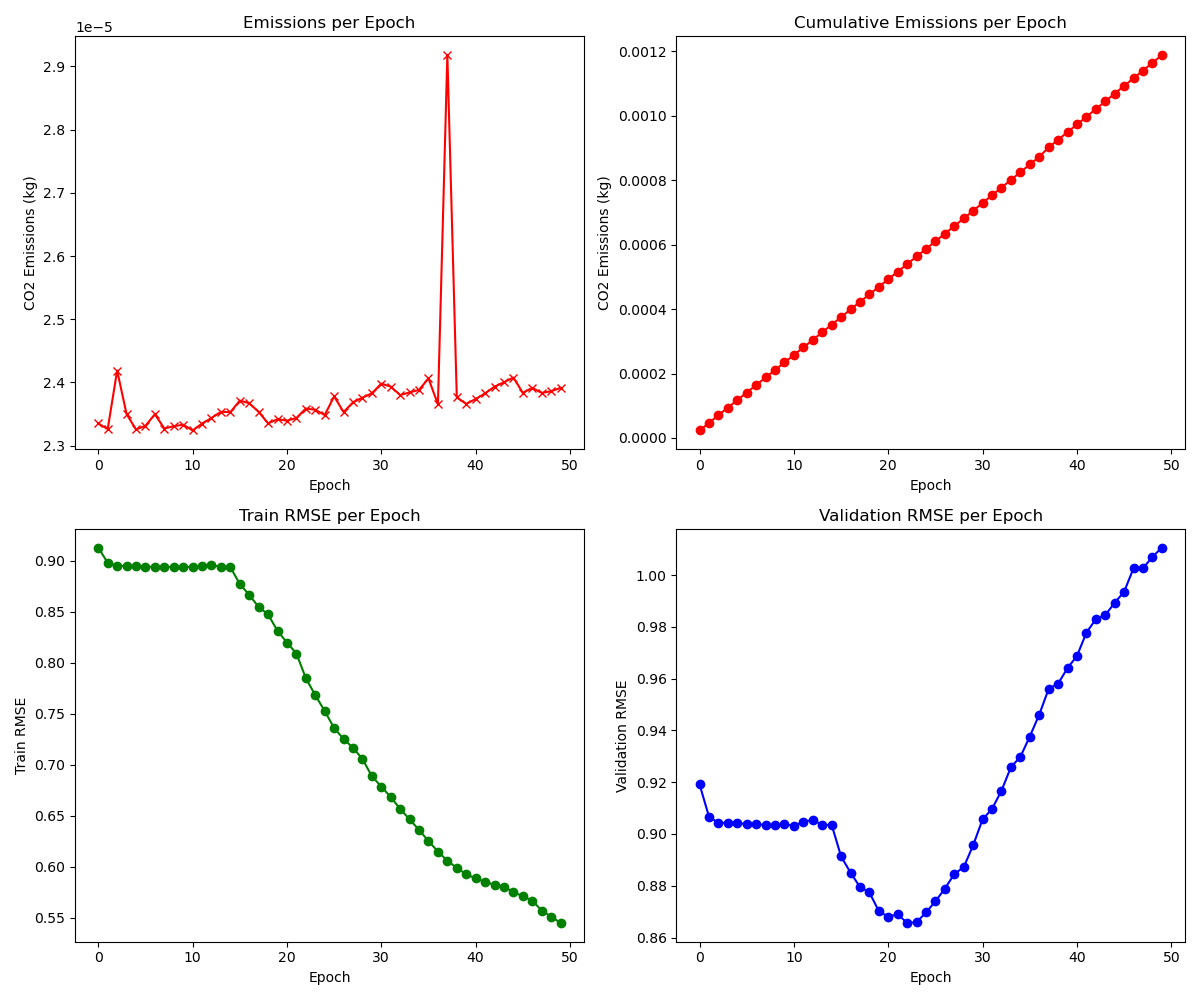 Emissions per Epoch
1e−5
2.9
2.8
2.7
2.6
2.5
2.4
2.3
CO2 Emissions (kg)
0 10 20 30 40 50
Epoch
Cumulative Emissions per Epoch
0.0012
0.0010
0.0008
0.0006
0.0004
0.0002
0.0000
CO2 Emissions (kg)
0 10 20 30 40 50
Epoch
Train RMSE per Epoch
0.90
0.85
0.80
0.75
0.70
0.65
0.60
0.55
Train RMSE
0 10 20 30 40 50
Epoch
Validation RMSE per Epoch
1.00
0.98
0.96
0.94
0.92
0.90
0.88
0.86
Validation RMSE
0 10 20 30 40 50
Epoch